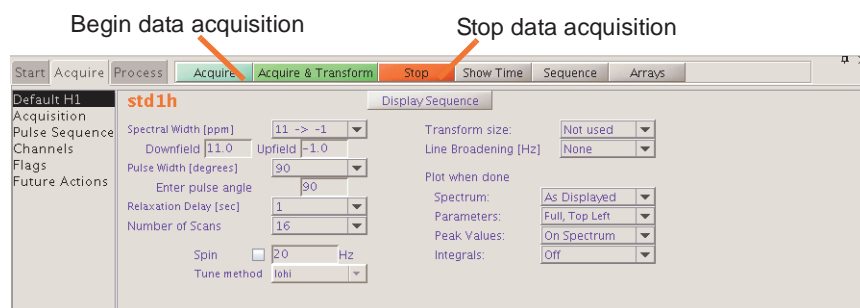 Begin data acquisition
Stop data acquisition
Start Acquire Process Acquire Acquire & Transform Stop Show Time Sequence Arrays
Default H1
Acquisition
Pulse Sequence
Channels
Flags
Future Actions
std1h
Display Sequence
Spectral Width [ppm] 11 -> -1
Downfield 11.0 Upfield -1.0
Pulse Width [degrees] 90
Enter pulse angle 90
Relaxation Delay [sec] 1
Number of Scans 16
Spin 20 Hz
Tune method lohi
Transform size: Not used
Line Broadening [Hz] None
Plot when done
Spectrum: As Displayed
Parameters: Full, Top Left
Peak Values: On Spectrum
Integrals: Off